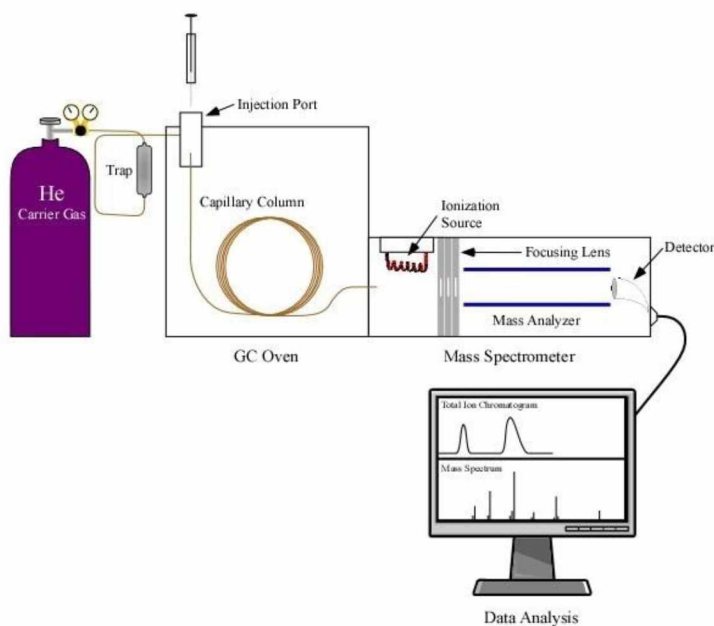 Injection Port
Trap
He
Carrier Gas
Capillary Column
Ionization
Source
Focusing Lens
Detector
Mass Analyzer
GC Oven
Mass Spectrometer
Total Ion Chromatogram
Mass Spectrum
Data Analysis